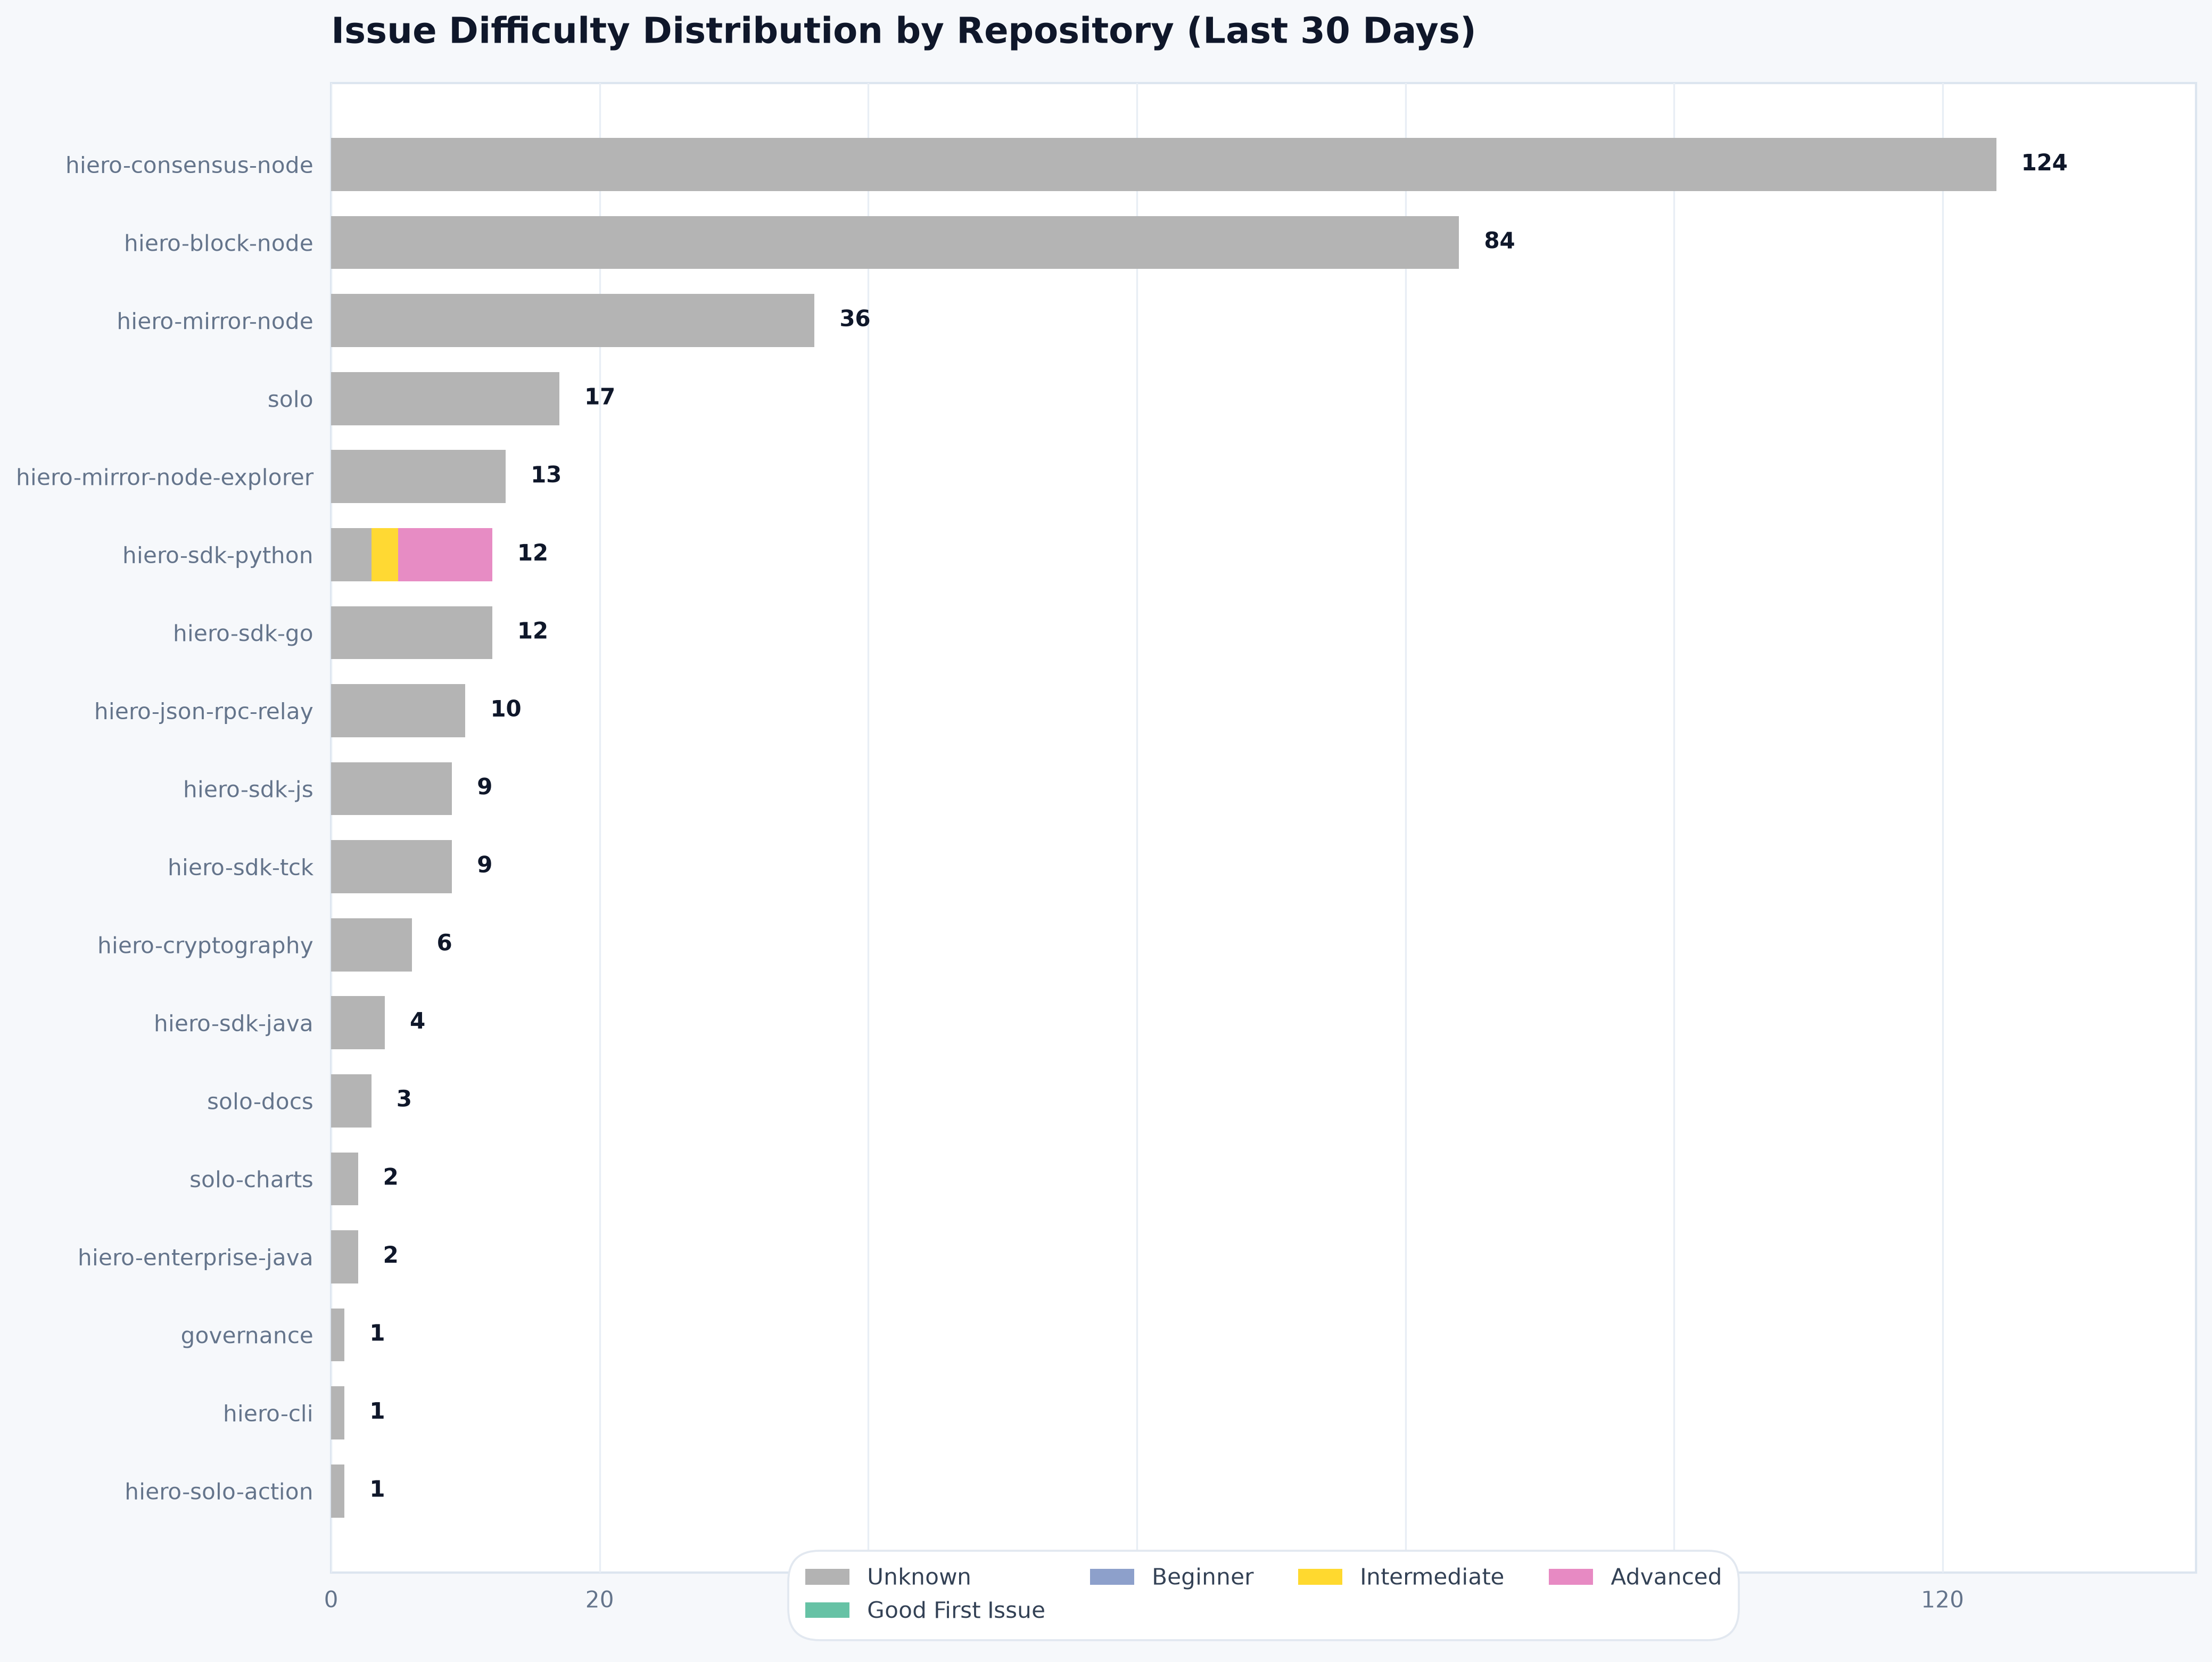 Issue Difficulty Distribution by Repository (Last 30 Days)
hiero-consensus-node 124
hiero-block-node 84
hiero-mirror-node 36
solo 17
hiero-mirror-node-explorer 13
hiero-sdk-python 12
hiero-sdk-go 12
hiero-json-rpc-relay 10
hiero-sdk-js 9
hiero-sdk-tck 9
hiero-cryptography 6
hiero-sdk-java 4
solo-docs 3
solo-charts 2
hiero-enterprise-java 2
governance 1
hiero-cli 1
hiero-solo-action 1
0 20 120
Unknown Beginner Intermediate Advanced
Good First Issue